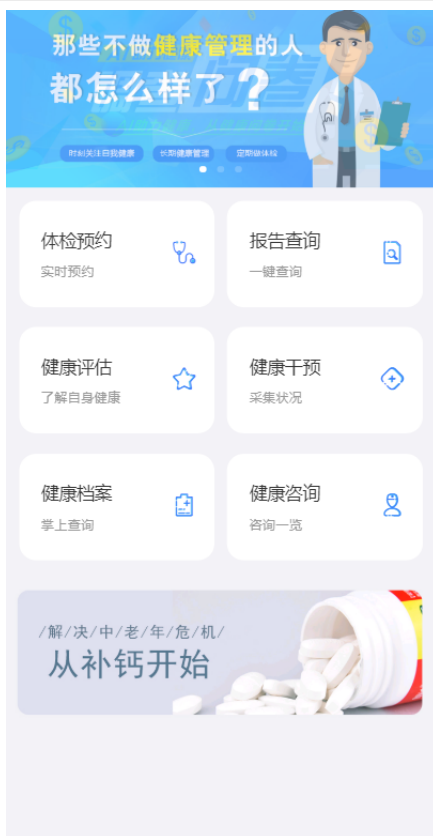 那些不做健康管理的人
都怎么样了?
时刻关注自我健康 长期健康管理 定期做体检
体检预约
实时预约
报告查询
一键查询
健康评估
了解自身健康
健康干预
采集状况
健康档案
掌上查询
健康咨询
咨询一览
/解/决/中/老/年/危/机/
从补钙开始